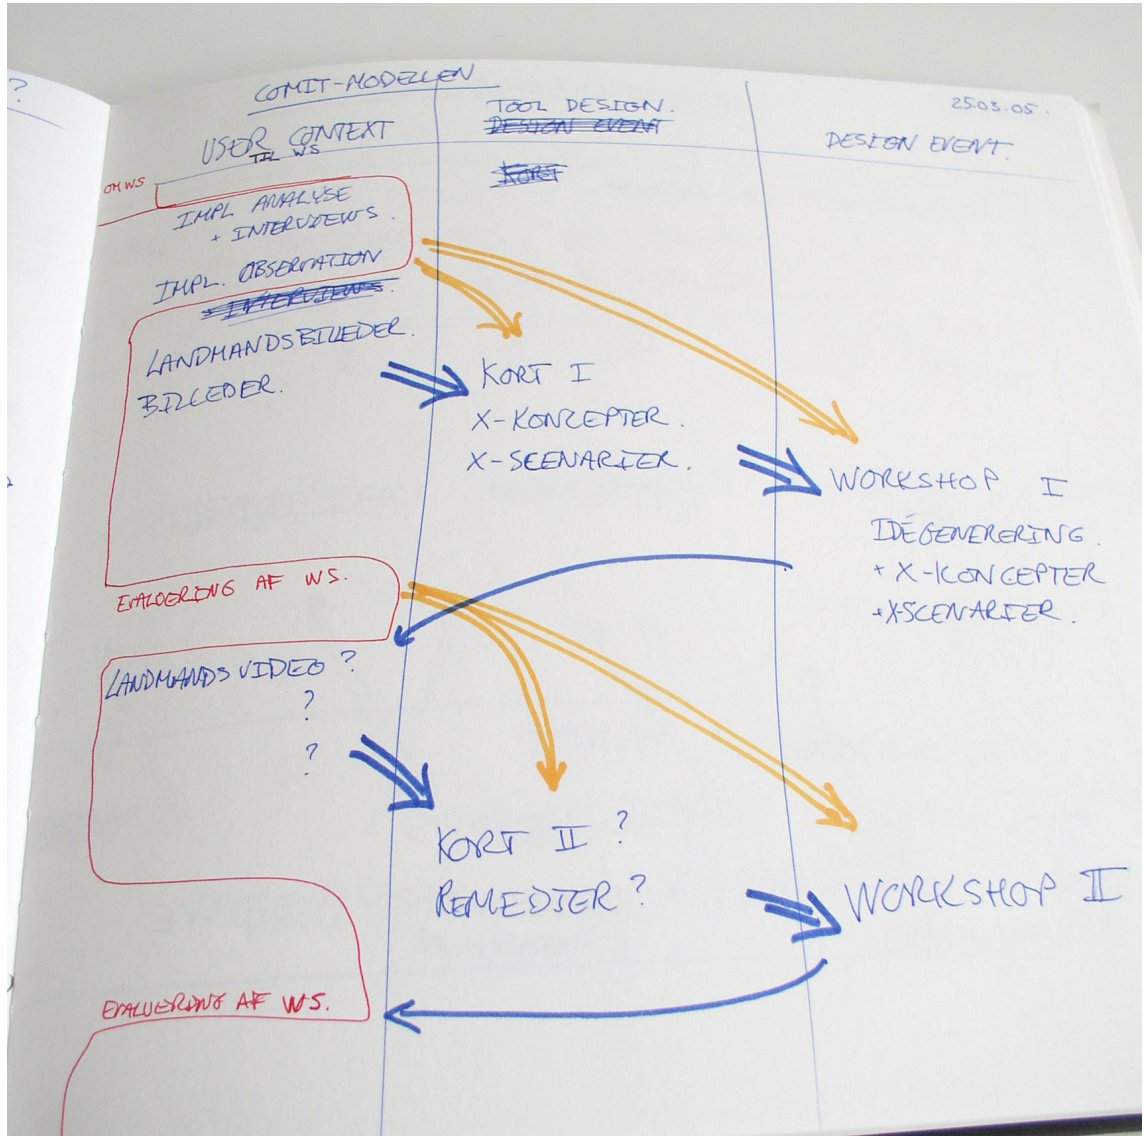 ?
COMIT-MODELLEN
25.03.05.
USER CONTEXT
TIL WS
TOOL DESIGN.
DESIGN EVENT
DESIGN EVENT.
KORT
OM WS
IMPL ANALYSE
+ INTERVIEWS.
IMPL. OBSERVATION
+ INTERVIEWS.
LANDMANDSBILLEDER.
BILLEDER.
KORT I
X-KONCEPTER.
X-SCENARIER.
WORKSHOP I
IDÉGENERERING.
+ X-KONCEPTER
+X-SCENARIER.
EVALUERING AF WS.
LANDMANDSVIDEO ?
?
?
KORT II ?
REMEDIER ?
WORKSHOP II
EVALUERING AF WS.